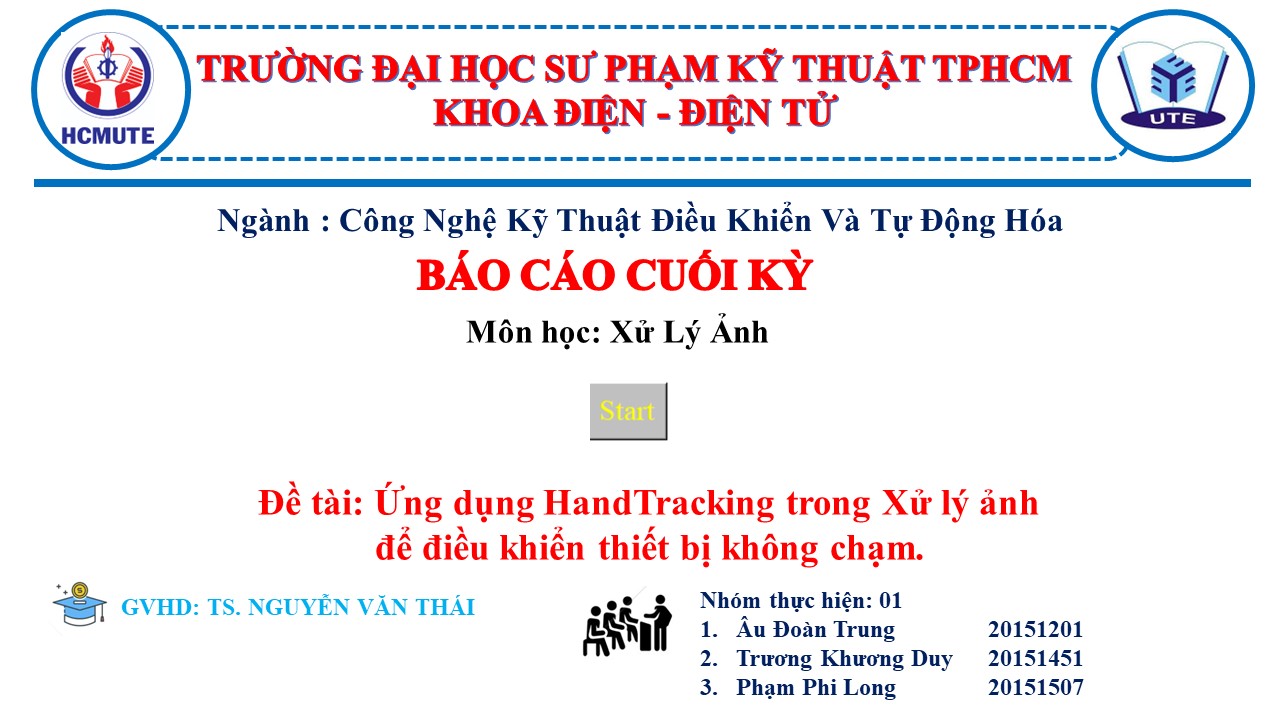 TRƯỜNG ĐẠI HỌC SƯ PHẠM KỸ THUẬT TPHCM
KHOA ĐIỆN - ĐIỆN TỬ
HCMUTE
UTE
Ngành : Công Nghệ Kỹ Thuật Điều Khiển Và Tự Động Hóa
BÁO CÁO CUỐI KỲ
Môn học: Xử Lý Ảnh
Start
Đề tài: Ứng dụng HandTracking trong Xử lý ảnh
để điều khiển thiết bị không chạm.
GVHD: TS. NGUYỄN VĂN THÁI
Nhóm thực hiện: 01
1. Âu Đoàn Trung 20151201
2. Trương Khương Duy 20151451
3. Phạm Phi Long 20151507